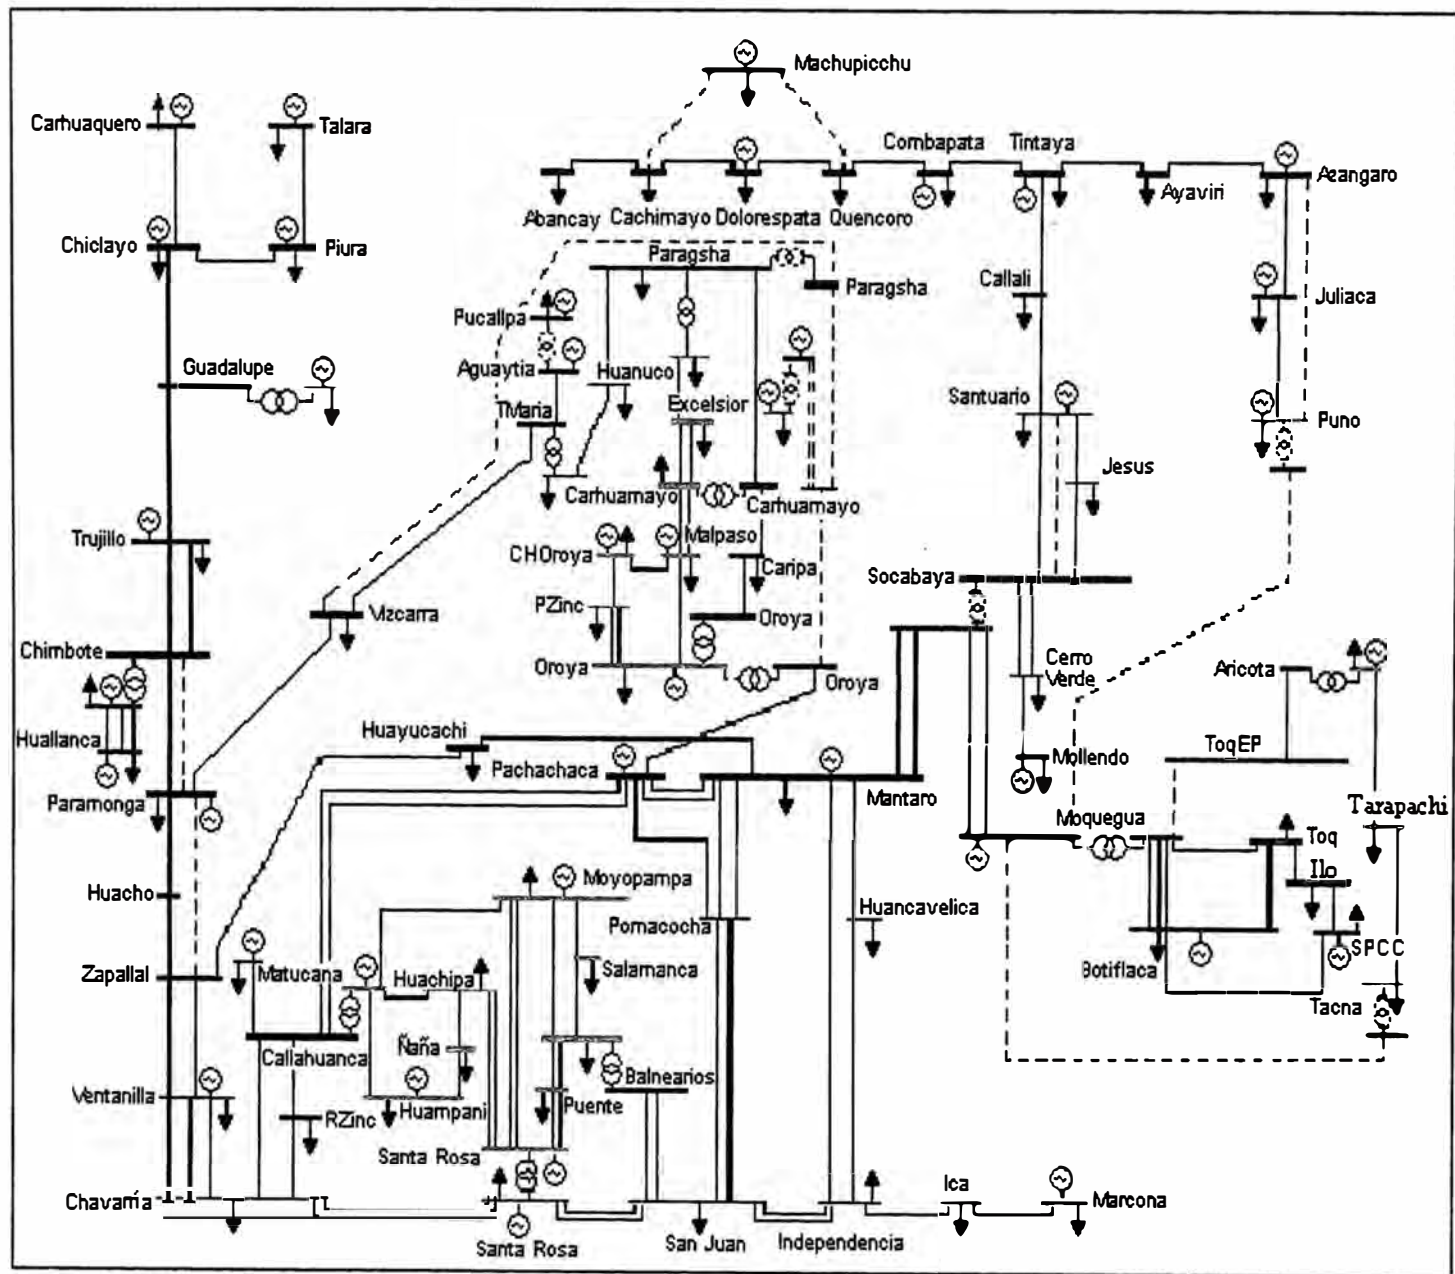 Machupicchu
Carhuaquero
Talara
Combapata
Tintaya
Azangaro
Ayaviri
Abancay
Cachimayo
Dolorespata
Quencoro
Chiclayo
Piura
Paragsha
Paragsha
Callali
Juliaca
Pucallpa
Guadalupe
Aguaytia
Huanuco
Santuario
Excelsior
TMaria
Puno
Jesus
Carhuamayo
Carhuamayo
Trujillo
Malpaso
CHOroya
Caripa
Socabaya
PZinc
Oroya
Vizcarra
Chimbote
Oroya
Oroya
Cerro
Verde
Aricota
Huallanca
Huayucachi
ToqEP
Pachachaca
Mollendo
Mantaro
Paramonga
Moquegua
Tarapachi
Toq
Ilo
Moyopampa
Huacho
Huancavelica
Pomacocha
SPCC
Zapallal
Matucana
Huachipa
Salamanca
Botiflaca
Tacna
Callahuanca
Ñaña
Balnearios
Ventanilla
Huampani
Puente
RZinc
Santa Rosa
Chavarría
Ica
Marcona
Santa Rosa
San Juan
Independencia